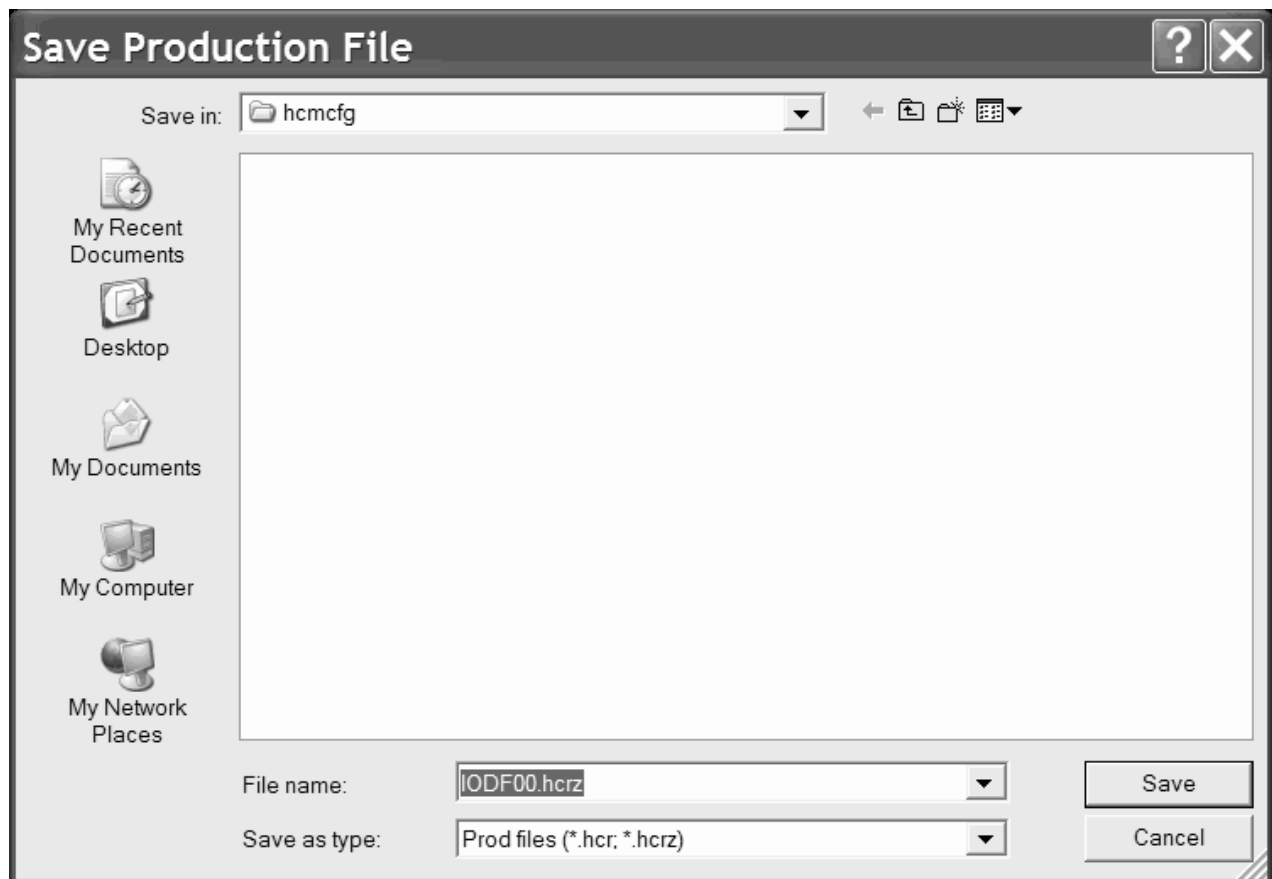 Save Production File
Save in:
hcmcfg
My Recent
Documents
Desktop
My Documents
My Computer
My Network
Places
File name:
IODF00.hcrz
Save
Save as type:
Prod files (*.hcr; *.hcrz)
Cancel